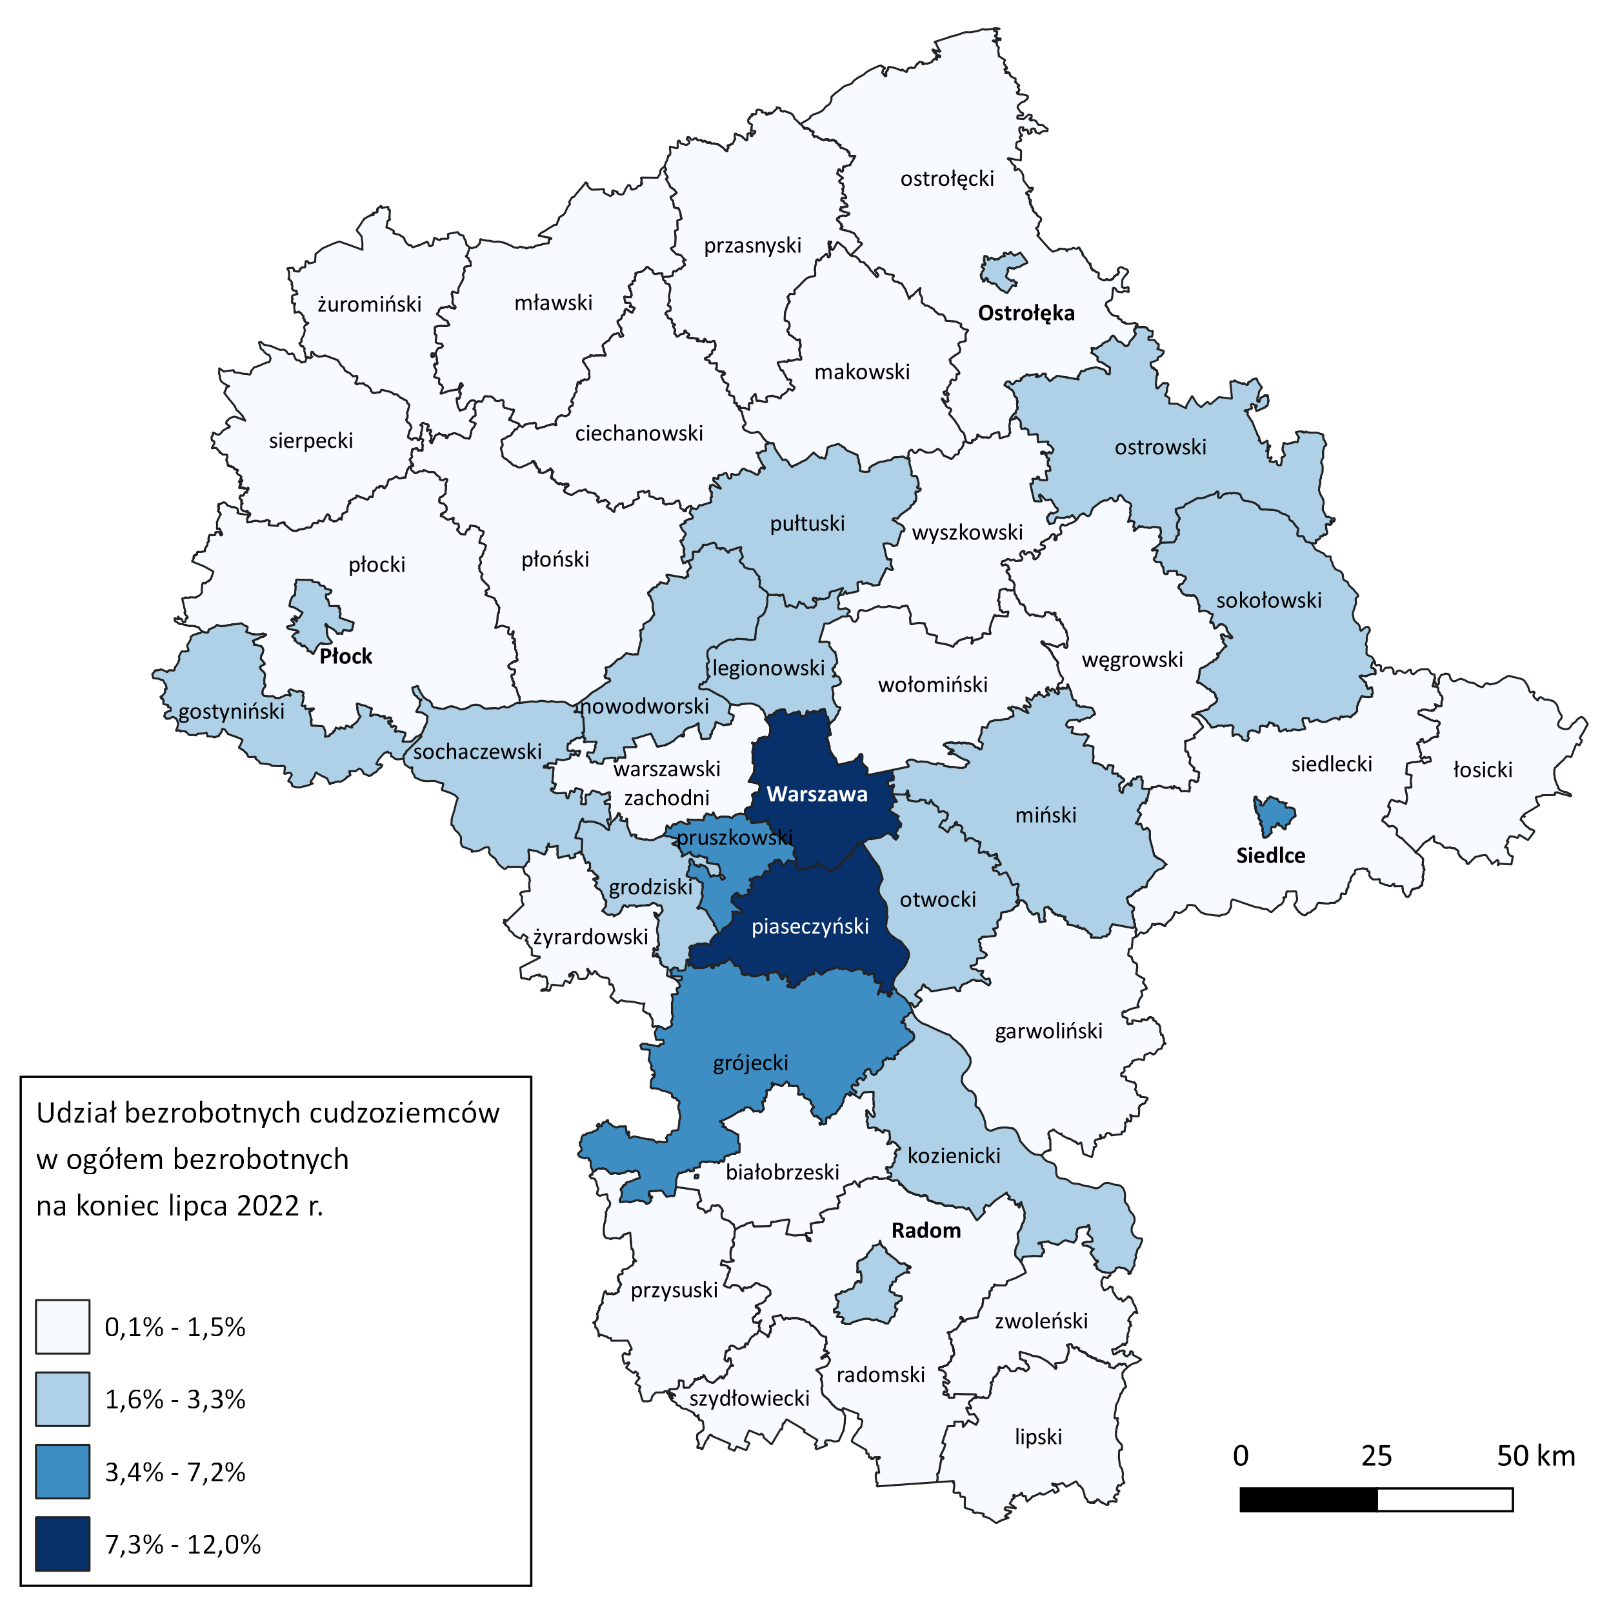 ostrołęcki
przasnyski
Ostrołęka
żuromiński
mławski
makowski
sierpecki
ciechanowski
ostrowski
pułtuski
wyszkowski
płocki
płoński
sokołowski
Płock
legionowski
węgrowski
wołomiński
gostyniński
nowodworski
sochaczewski
warszawski
zachodni
Warszawa
siedlecki
łosicki
miński
pruszkowski
Siedlce
grodziski
otwocki
piaseczyński
żyrardowski
garwoliński
grójecki
kozienicki
białobrzeski
Radom
przysuski
zwoleński
radomski
szydłowiecki
lipski
Udział bezrobotnych cudzoziemców
w ogółem bezrobotnych
na koniec lipca 2022 r.
0,1% - 1,5%
1,6% - 3,3%
3,4% - 7,2%
7,3% - 12,0%
0 25 50 km